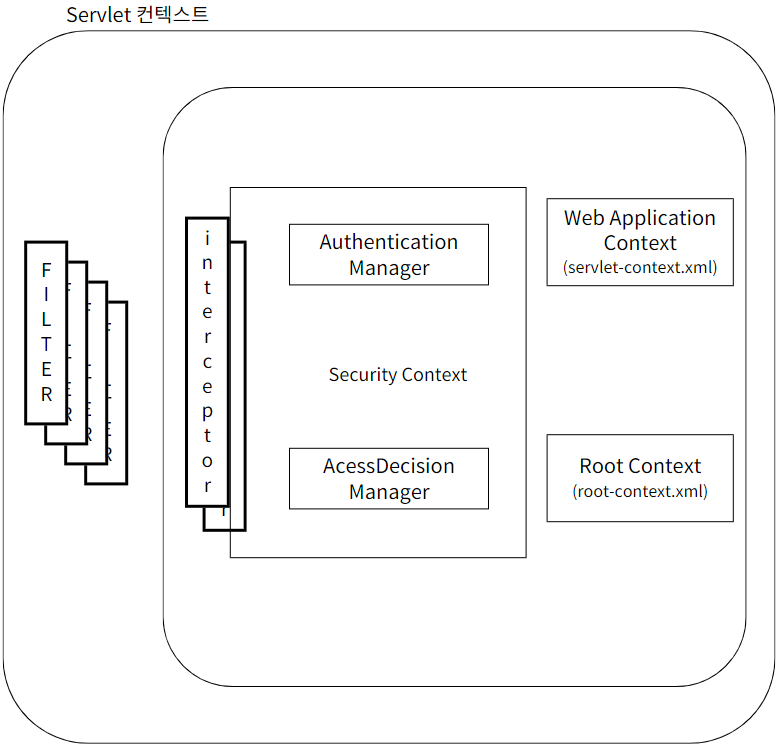 Servlet 컨텍스트
FILTER
interceptor
Authentication
Manager
Security Context
AcessDecision
Manager
Web Application
Context
(servlet-context.xml)
Root Context
(root-context.xml)